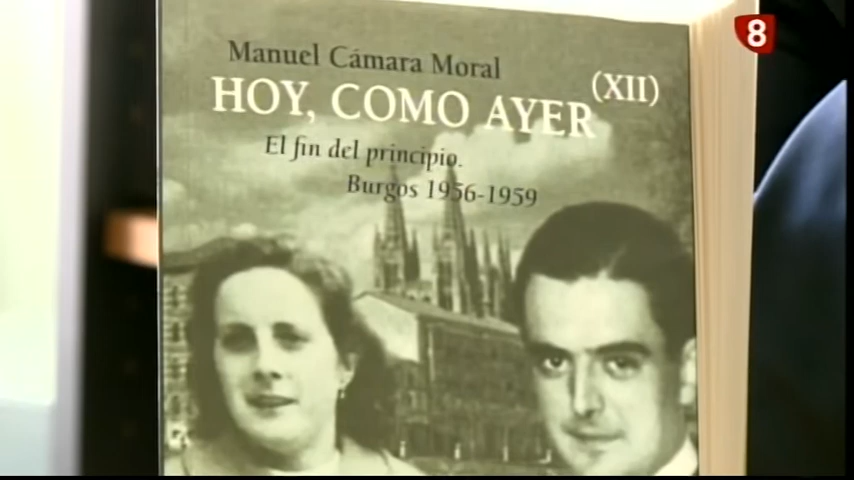 8
Manuel Cámara Moral
HOY, COMO AYER (XII)
El fin del principio.
Burgos 1956-1959